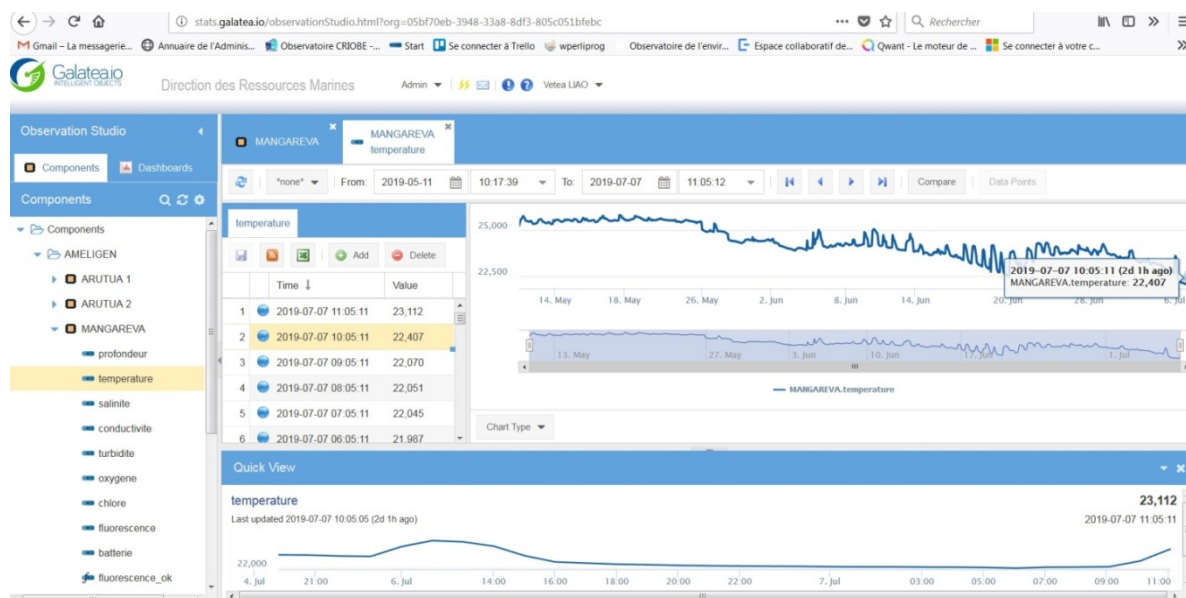 stats.galatea.io/observationStudio.html?org=05bf70eb-3948-33a8-8df3-805c051bfebc
Rechercher
Gmail – La messagerie... Annuaire de l'Adminis... Observatoire CRIOBE -... Start Se connecter à Trello wperliprog Observatoire de l'envir... Espace collaboratif de... Qwant - Le moteur de ... Se connecter à votre c...
Galatea.io
INTELLIGENT OBJECTS
Direction des Ressources Marines Admin Vetea LIAO
Observation Studio
Components Dashboards
Components
Components
AMELIGEN
ARUTUA 1
ARUTUA 2
MANGAREVA
profondeur
temperature
salinite
conductivite
turbidite
oxygene
chlore
fluorescence
batterie
fluorescence_ok
MANGAREVA
MANGAREVA
temperature
*none* From: 2019-05-11 10:17:39 To: 2019-07-07 11:05:12 Compare Data Points
temperature
Add Delete
Time ↓ Value
1 2019-07-07 11:05:11 23,112
2 2019-07-07 10:05:11 22,407
3 2019-07-07 09:05:11 22,070
4 2019-07-07 08:05:11 22,051
5 2019-07-07 07:05:11 22,045
6 2019-07-07 06:05:11 21.987
25,000
22,500
2019-07-07 10:05:11 (2d 1h ago)
MANGAREVA.temperature: 22,407
14. May 18. May 26. May 2. Jun 8. Jun 14. Jun 20. Jun 28. Jun 6. Jul
13. May 27. May 3. Jun 10. Jun 17. Jun 1. Jul
MANGAREVA.temperature
Chart Type
Quick View
temperature 23,112
Last updated 2019-07-07 10:05:05 (2d 1h ago) 2019-07-07 11:05:11
22,000
4. Jul 21:00 6. Jul 14:00 16:00 18:00 20:00 22:00 7. Jul 03:00 05:00 07:00 09:00 11:00